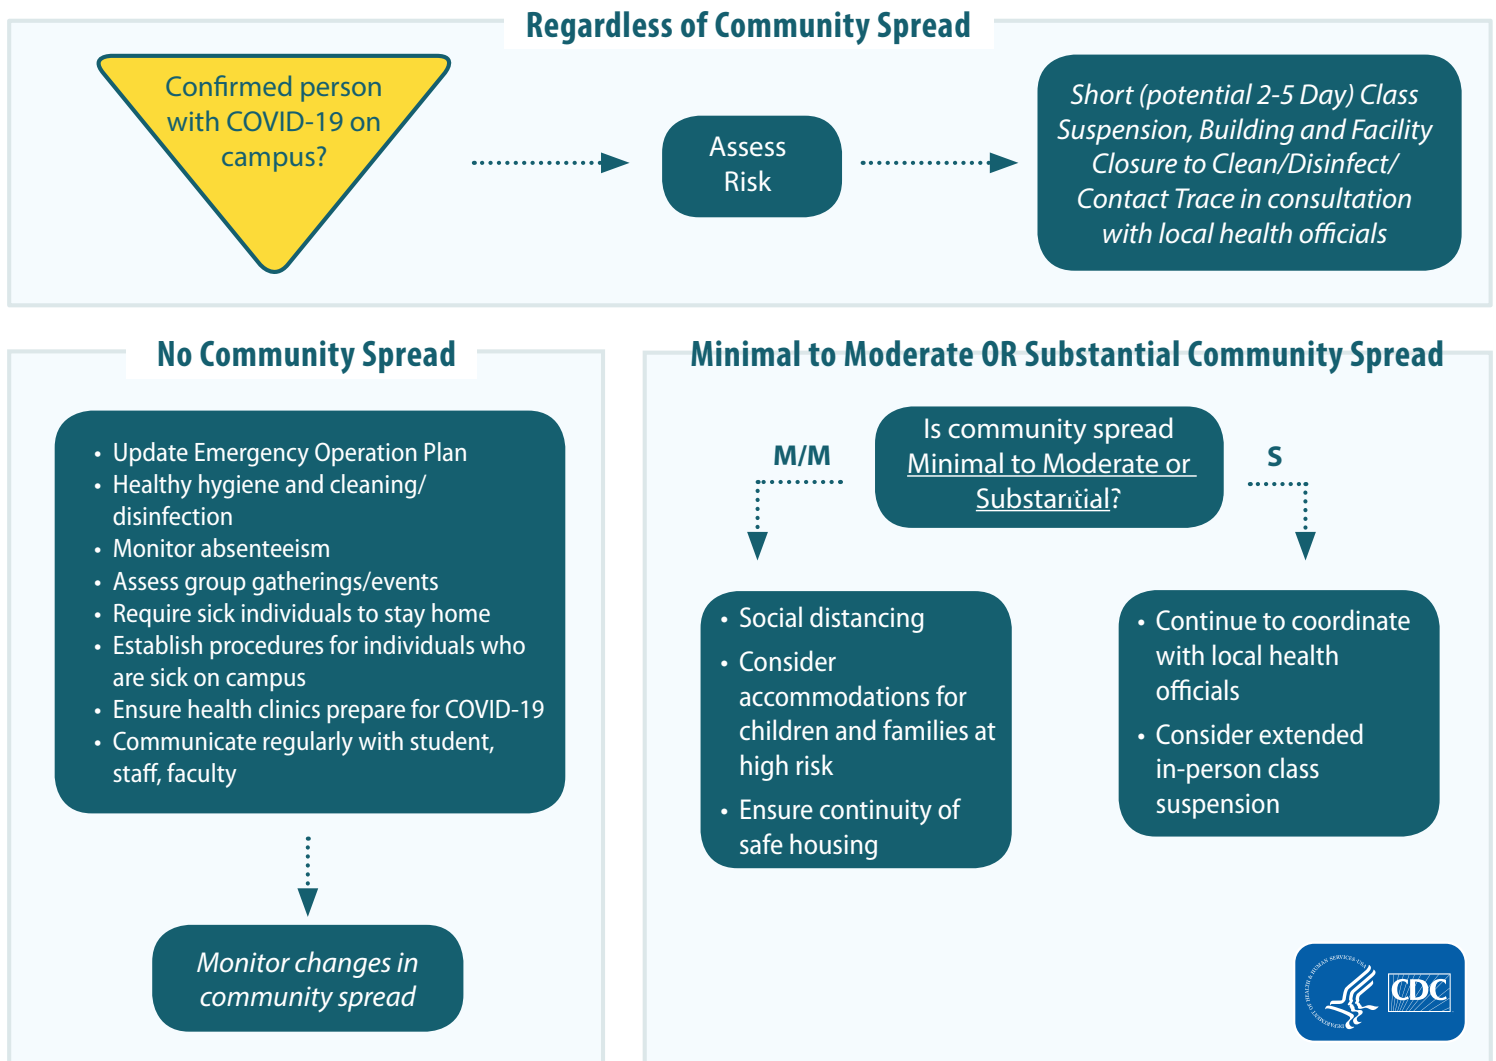 Regardless of Community Spread
Confirmed person
with COVID-19 on
campus?
Assess
Risk
Short (potential 2-5 Day) Class
Suspension, Building and Facility
Closure to Clean/Disinfect/
Contact Trace in consultation
with local health officials
No Community Spread
• Update Emergency Operation Plan
• Healthy hygiene and cleaning/
disinfection
• Monitor absenteeism
• Assess group gatherings/events
• Require sick individuals to stay home
• Establish procedures for individuals who
are sick on campus
• Ensure health clinics prepare for COVID-19
• Communicate regularly with student,
staff, faculty
Monitor changes in
community spread
Minimal to Moderate OR Substantial Community Spread
Is community spread
Minimal to Moderate or
Substantial?
M/M
S
• Social distancing
• Consider
accommodations for
children and families at
high risk
• Ensure continuity of
safe housing
• Continue to coordinate
with local health
officials
• Consider extended
in-person class
suspension
DEPARTMENT OF HEALTH & HUMAN SERVICES • USA
CDC